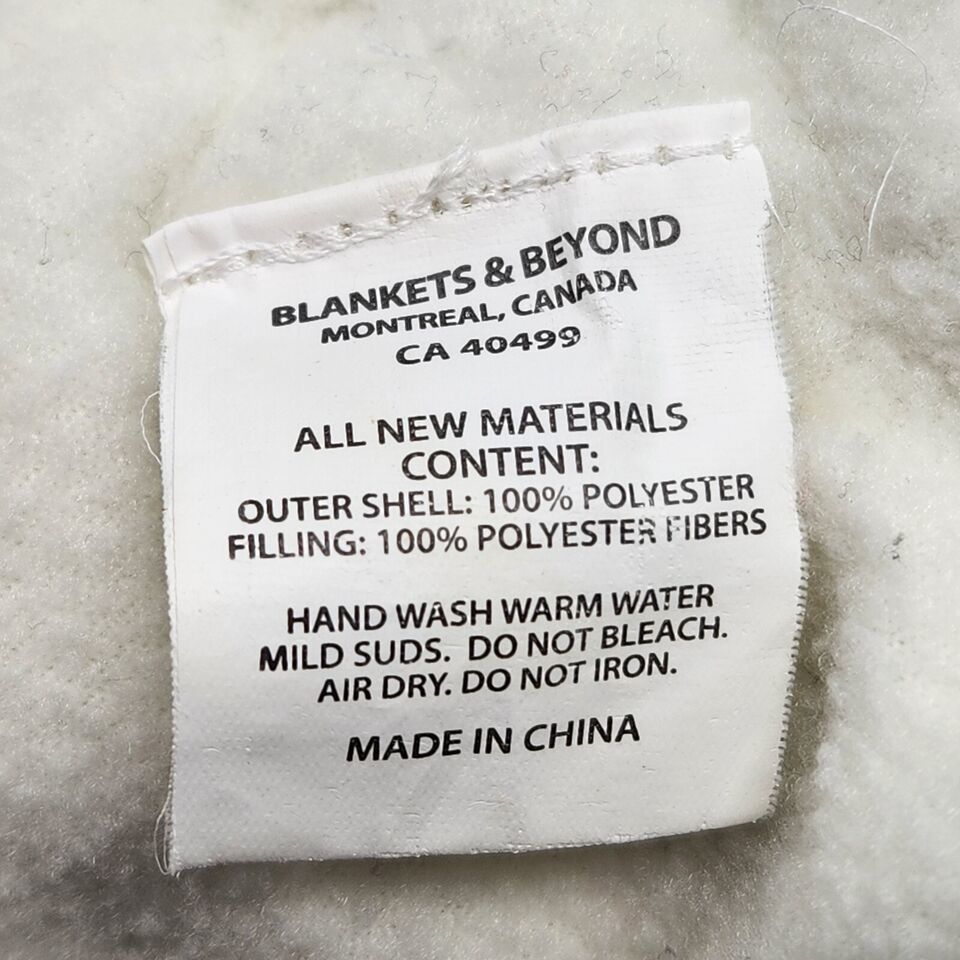 BLANKETS & BEYOND
MONTREAL, CANADA
CA 40499
ALL NEW MATERIALS
CONTENT:
OUTER SHELL: 100% POLYESTER
FILLING: 100% POLYESTER FIBERS
HAND WASH WARM WATER
MILD SUDS. DO NOT BLEACH.
AIR DRY. DO NOT IRON.
MADE IN CHINA